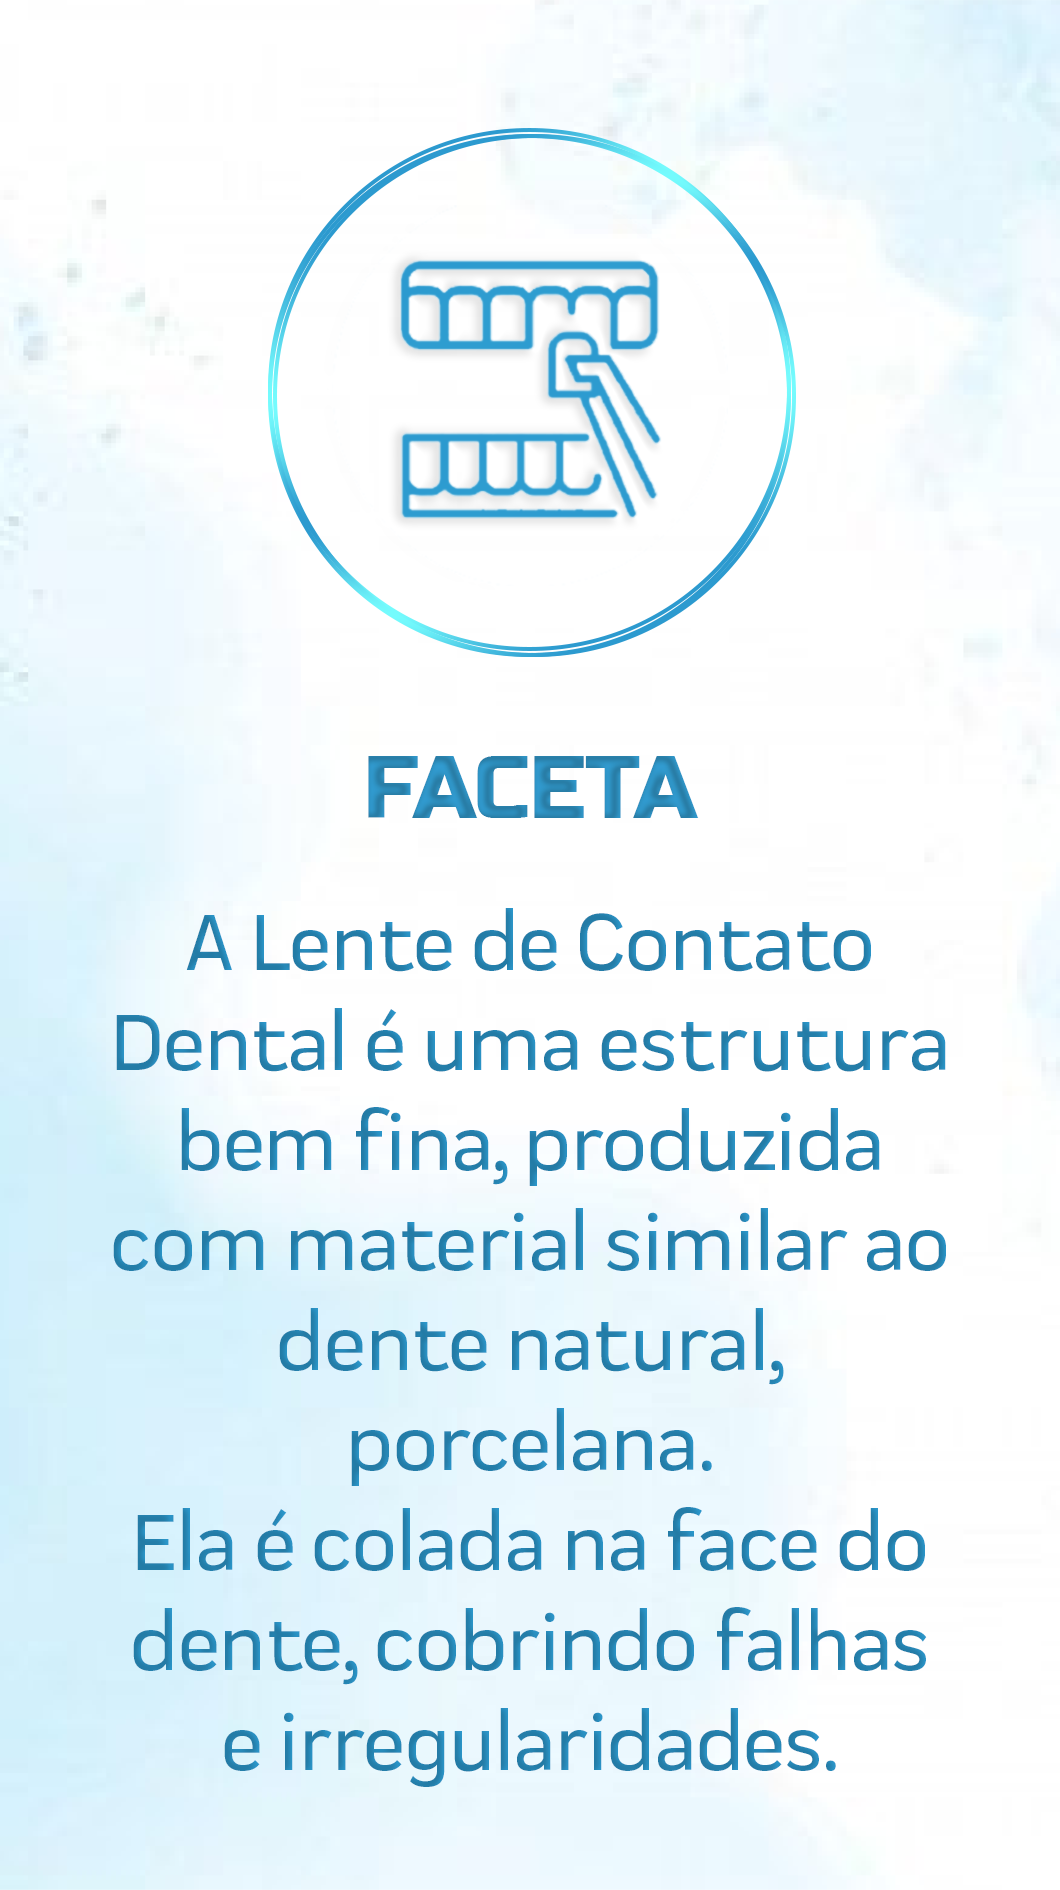 FACETA
A Lente de Contato
Dental é uma estrutura
bem fina, produzida
com material similar ao
dente natural,
porcelana.
Ela é colada na face do
dente, cobrindo falhas
e irregularidades.